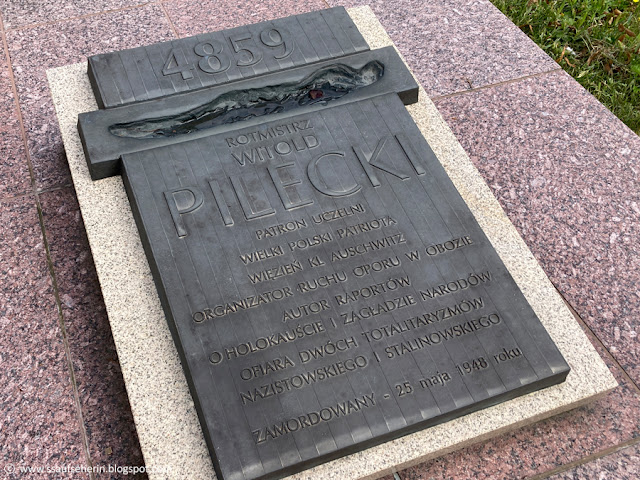 4859
ROTMISTRZ
WITOLD
PILECKI
PATRON UCZELNI
WIELKI POLSKI PATRIOTA
WIĘZIEŃ KL AUSCHWITZ
ORGANIZATOR RUCHU OPORU W OBOZIE
AUTOR RAPORTÓW
O HOLOKAUŚCIE I ZAGŁADZIE NARODÓW
OFIARA DWÓCH TOTALITARYZMÓW
NAZISTOWSKIEGO I STALINOWSKIEGO
ZAMORDOWANY - 25 maja 1948 roku
© www.ssaufseherin.blogspot.com